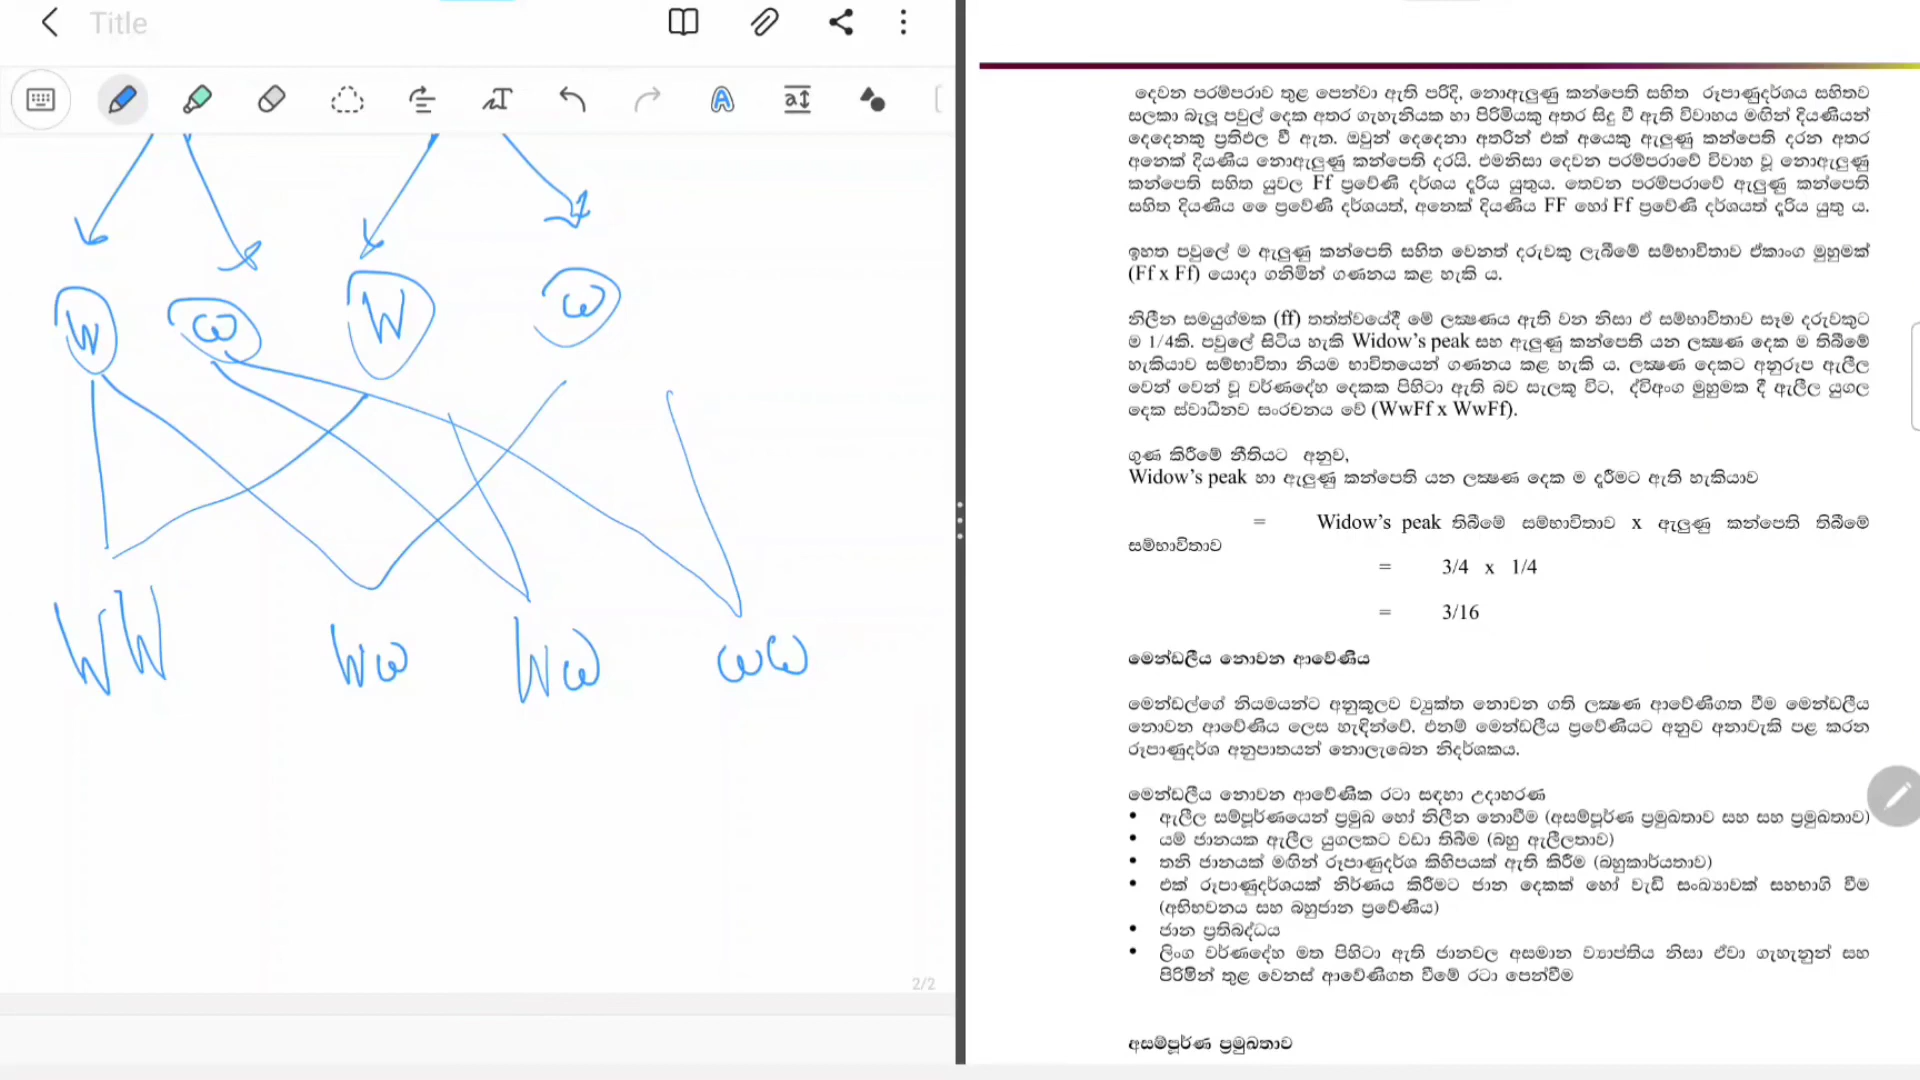 Title
W ω W ω
WW Wω Wω ωω
2/2
දෙවන පරම්පරාව තුළ පෙන්වා ඇති පරිදි, නොඇලුණු කන්පෙති සහිත රූපාණුදර්ශය සහිතව
සලකා බැලූ පවුල් දෙක අතර ගැහැනියක හා පිරිමියකු අතර සිදු වී ඇති විවාහය මඟින් දියණියන්
දෙදෙනකු ප්‍රතිඵල වී ඇත. ඔවුන් දෙදෙනා අතරින් එක් අයෙකු ඇලුණු කන්පෙති දරන අතර
අනෙක් දියණිය නොඇලුණු කන්පෙති දරයි. එමනිසා දෙවන පරම්පරාවේ විවාහ වූ නොඇලුණු
කන්පෙති සහිත යුවල Ff ප්‍රවේණි දර්ශය දැරිය යුතුය. තෙවන පරම්පරාවේ ඇලුණු කන්පෙති
සහිත දියණිය ෆෆ ප්‍රවේණි දර්ශයත්, අනෙක් දියණිය FF හෝ Ff ප්‍රවේණි දර්ශයත් දැරිය යුතු ය.
ඉහත පවුලේ ම ඇලුණු කන්පෙති සහිත වෙනත් දරුවකු ලැබීමේ සම්භාවිතාව ඒකාංග මුහුමක්
(Ff x Ff) යොදා ගනිමින් ගණනය කළ හැකි ය.
නිලීන සමයුග්මක (ff) තත්ත්වයේදී මේ ලක්‍ෂණය ඇති වන නිසා ඒ සම්භාවිතාව සෑම දරුවකුට
ම 1/4කි. පවුලේ සිටිය හැකි Widow's peak සහ ඇලුණු කන්පෙති යන ලක්‍ෂණ දෙක ම තිබීමේ
හැකියාව සම්භාවිතා නියම භාවිතයෙන් ගණනය කළ හැකි ය. ලක්‍ෂණ දෙකට අනුරූප ඇලීල
වෙන් වෙන් වූ වර්ණදේහ දෙකක පිහිටා ඇති බව සැලකූ විට, ද්විඅංග මුහුමක දී ඇලීල යුගල
දෙක ස්වාධීනව සංරචනය වේ (WwFf x WwFf).
ගුණ කිරීමේ නීතියට අනුව,
Widow's peak හා ඇලුණු කන්පෙති යන ලක්‍ෂණ දෙක ම දැරීමට ඇති හැකියාව
= Widow's peak තිබීමේ සම්භාවිතාව x ඇලුණු කන්පෙති තිබීමේ
සම්භාවිතාව
= 3/4 x 1/4
= 3/16
මෙන්ඩලීය නොවන ආවේණිය
මෙන්ඩල්ගේ නියමයන්ට අනුකූලව ව්‍යුක්ත නොවන ගති ලක්‍ෂණ ආවේණිගත වීම මෙන්ඩලීය
නොවන ආවේණිය ලෙස හැඳින්වේ. එනම් මෙන්ඩලීය ප්‍රවේණියට අනුව අනාවැකි පළ කරන
රූපාණුදර්ශ අනුපාතයන් නොලැබෙන නිදර්ශකය.
මෙන්ඩලීය නොවන ආවේණික රටා සඳහා උදාහරණ
• ඇලීල සම්පූර්ණයෙන් ප්‍රමුඛ හෝ නිලීන නොවීම (අසම්පූර්ණ ප්‍රමුඛතාව සහ සහ ප්‍රමුඛතාව)
• යම් ජානයක ඇලීල යුගලකට වඩා තිබීම (බහු ඇලීලතාව)
• තනි ජානයක් මඟින් රූපාණුදර්ශ කිහිපයක් ඇති කිරීම (බහුකාර්යතාව)
• එක් රූපාණුදර්ශයක් නිර්ණය කිරීමට ජාන දෙකක් හෝ වැඩි සංඛ්‍යාවක් සහභාගි වීම
(අභිභවනය සහ බහුජාන ප්‍රවේණිය)
• ජාන ප්‍රතිබද්ධය
• ලිංග වර්ණදේහ මත පිහිටා ඇති ජානවල අසමාන ව්‍යාප්තිය නිසා ඒවා ගැහැනුන් සහ
පිරිමින් තුළ වෙනස් ආවේණිගත වීමේ රටා පෙන්වීම
අසම්පූර්ණ ප්‍රමුඛතාව